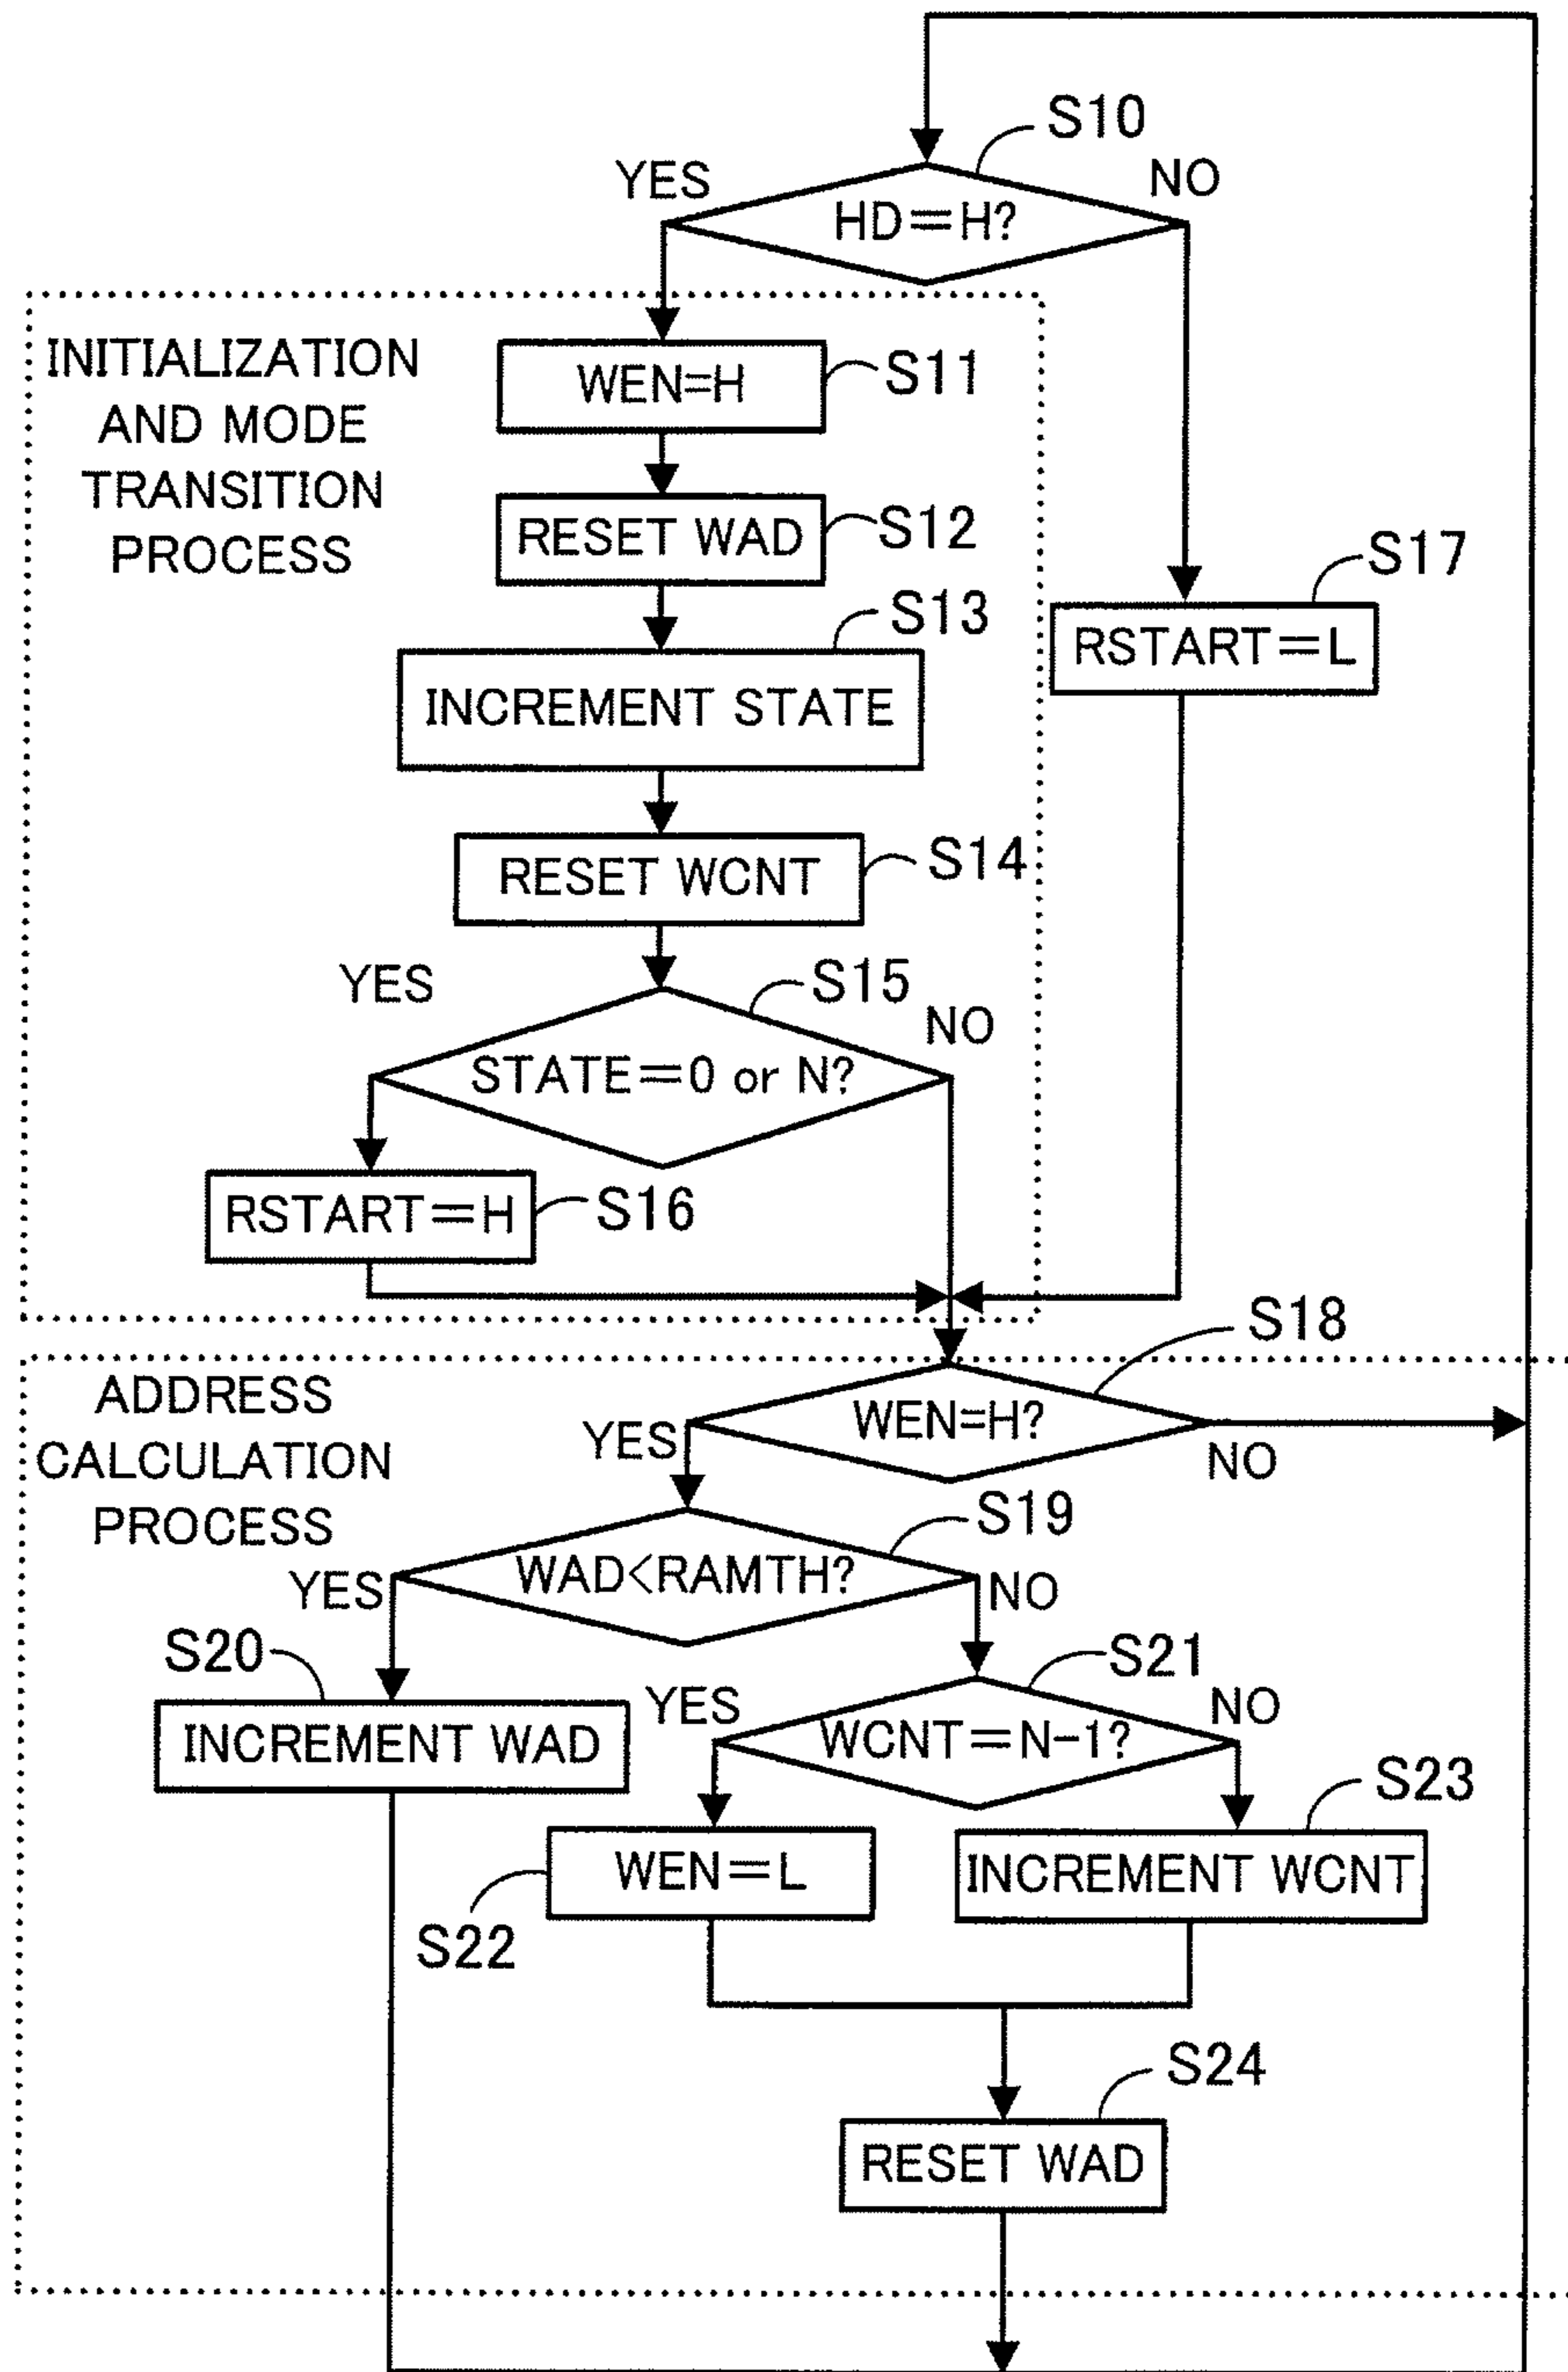 S10
YES
NO
HD=H?
INITIALIZATION
AND MODE
TRANSITION
PROCESS
WEN=H
S11
RESET WAD
S12
S13
INCREMENT STATE
S17
RSTART=L
RESET WCNT
S14
YES
S15
NO
STATE=0 or N?
RSTART=H
S16
S18
ADDRESS
CALCULATION
PROCESS
WEN=H?
YES
NO
S19
WAD<RAMTH?
YES
NO
S20
INCREMENT WAD
S21
YES
NO
WCNT=N-1?
S23
WEN=L
INCREMENT WCNT
S22
S24
RESET WAD